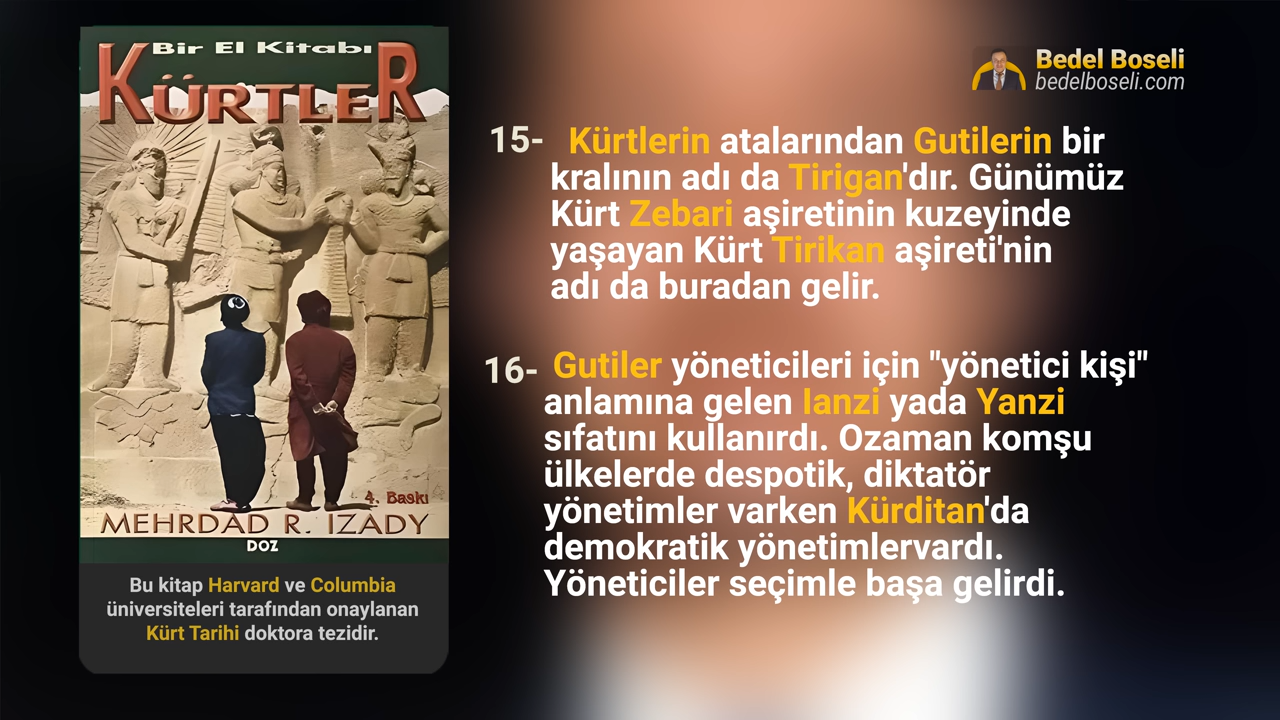 Bir El Kitabı
KÜRTLER
4. Baskı
MEHRDAD R. IZADY
DOZ
Bu kitap Harvard ve Columbia
üniversiteleri tarafından onaylanan
Kürt Tarihi doktora tezidir.
Bedel Boseli
bedelboseli.com
15- Kürtlerin atalarından Gutilerin bir
kralının adı da Tirigan'dır. Günümüz
Kürt Zebari aşiretinin kuzeyinde
yaşayan Kürt Tirikan aşireti'nin
adı da buradan gelir.
16- Gutiler yöneticileri için "yönetici kişi"
anlamına gelen Ianzi yada Yanzi
sıfatını kullanırdı. Ozaman komşu
ülkelerde despotik, diktatör
yönetimler varken Kürditan'da
demokratik yönetimlervardı.
Yöneticiler seçimle başa gelirdi.